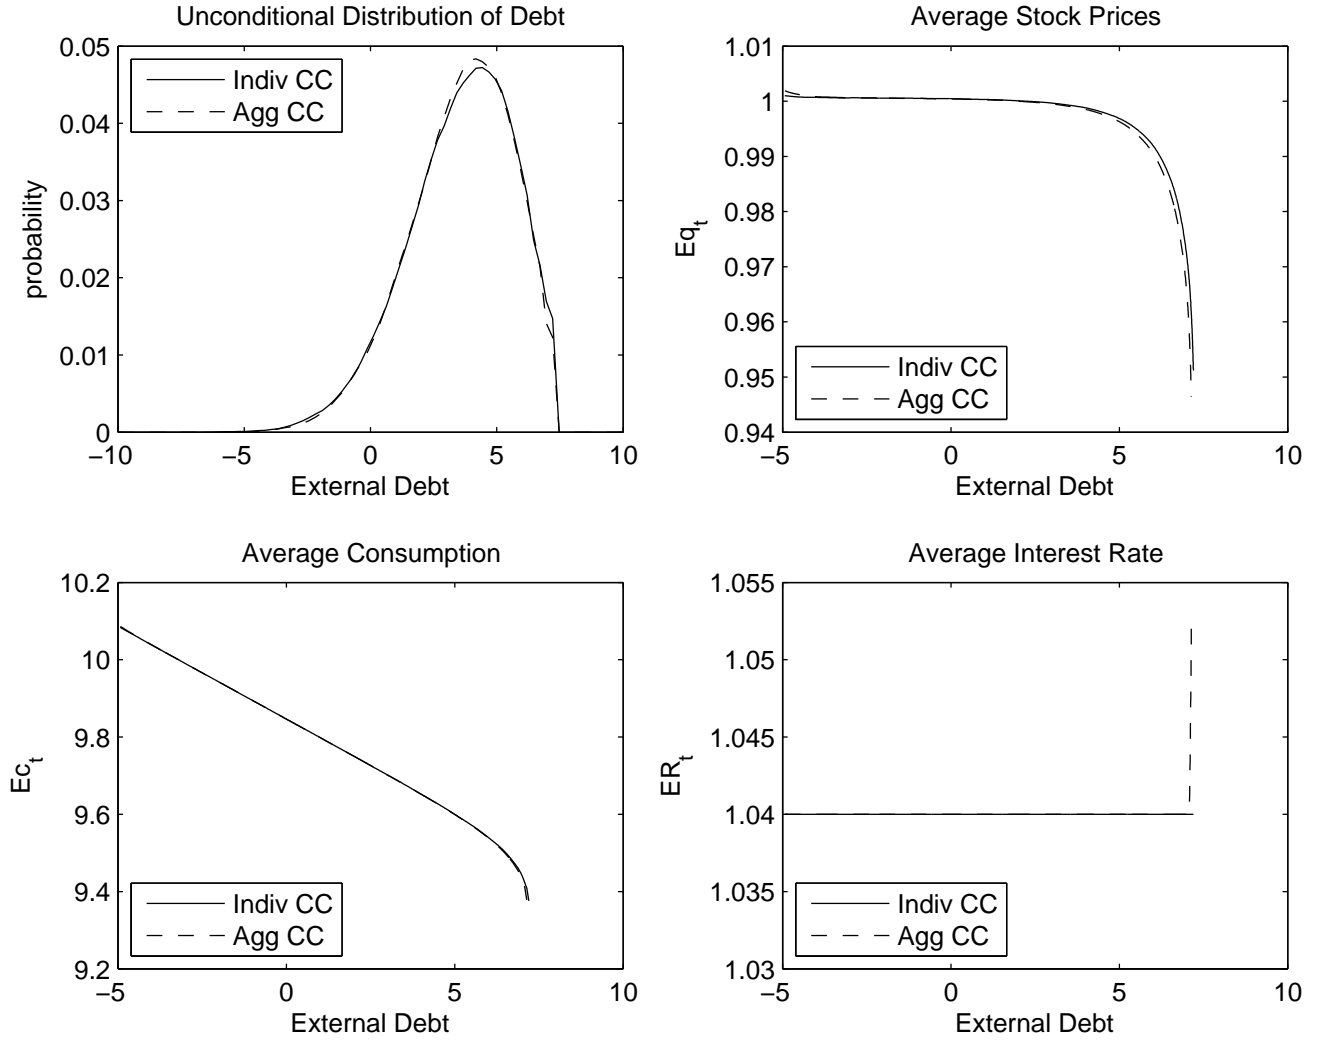 Unconditional Distribution of Debt
0.05
0.04
0.03
0.02
0.01
0
probability
Indiv CC
Agg CC
−10
−5
0
5
10
External Debt
Average Stock Prices
1.01
1
0.99
0.98
0.97
0.96
0.95
0.94
Eqt
Indiv CC
Agg CC
−5
0
5
10
External Debt
Average Consumption
10.2
10
9.8
9.6
9.4
9.2
Ect
Indiv CC
Agg CC
−5
0
5
10
External Debt
Average Interest Rate
1.055
1.05
1.045
1.04
1.035
1.03
ERt
Indiv CC
Agg CC
−5
0
5
10
External Debt